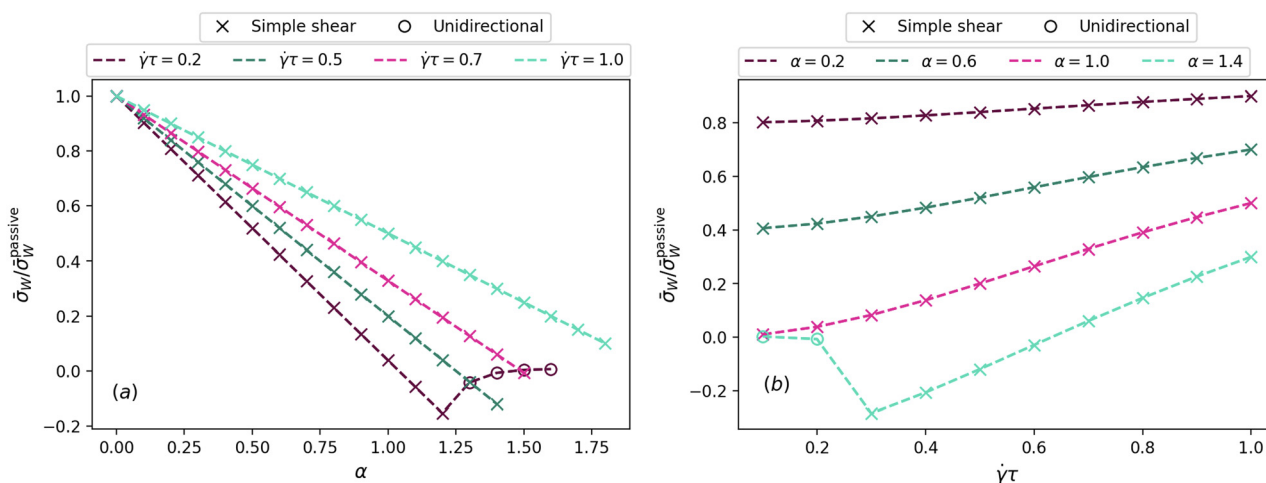 Simple shear Unidirectional
γ̇τ = 0.2 γ̇τ = 0.5 γ̇τ = 0.7 γ̇τ = 1.0
1.0
0.8
0.6
0.4
0.2
0.0
−0.2
σ̄_W/σ̄_W^passive
(a)
0.00 0.25 0.50 0.75 1.00 1.25 1.50 1.75
α
Simple shear Unidirectional
α = 0.2 α = 0.6 α = 1.0 α = 1.4
0.8
0.6
0.4
0.2
0.0
−0.2
σ̄_W/σ̄_W^passive
(b)
0.2 0.4 0.6 0.8 1.0
γ̇τ